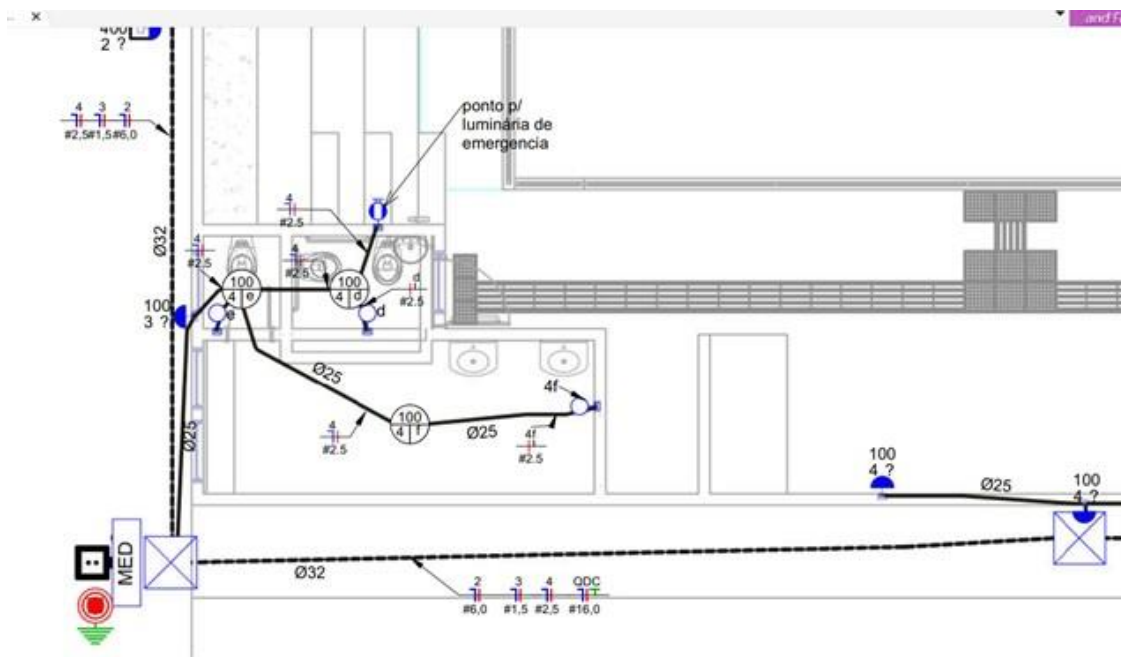 and Fa
400
2 ?
4 3 2
#2,5#1,5#6,0
ponto p/
luminária de
emergencia
Ø32
4
#2.5
4
#2.5
4
#2.5
100
4 e
100
4 d
d
#2.5
100
3 ?
e
d
Ø25
Ø25
4
#2.5
100
4 f
4f
Ø25
4f
#2.5
100
4 ?
Ø25
100
4 ?
MED
Ø32
2 3 4 QDC
#6,0 #1,5 #2,5 #16,0